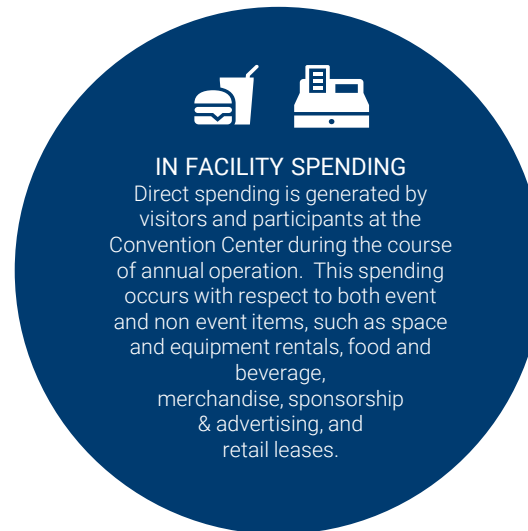 IN FACILITY SPENDING
Direct spending is generated by
visitors and participants at the
Convention Center during the course
of annual operation.  This spending
occurs with respect to both event
and non event items, such as space
and equipment rentals, food and
beverage,
merchandise, sponsorship
& advertising, and
retail leases.